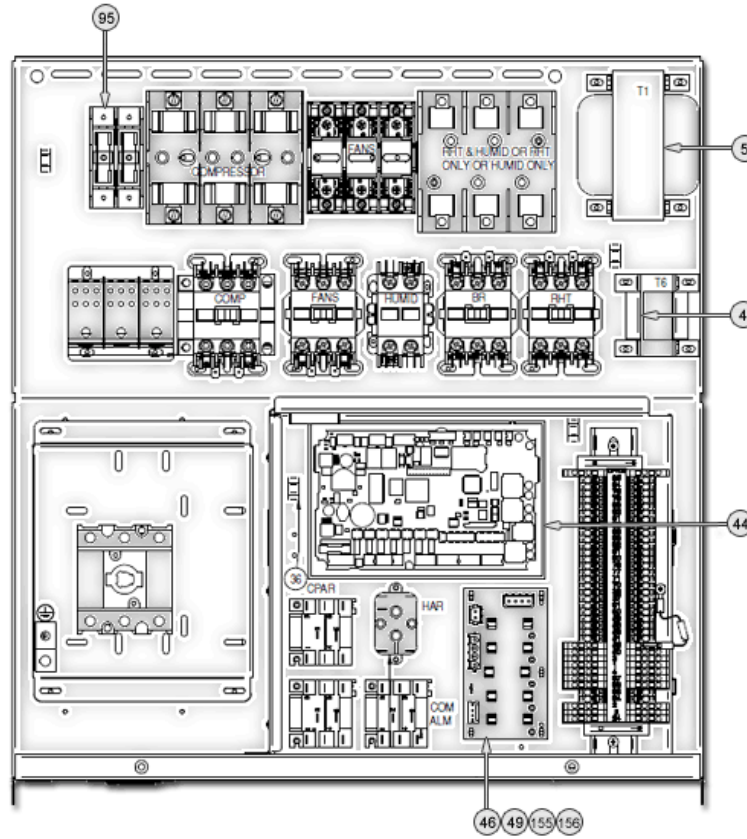 95
T1
5
FANS
COMPRESSOR
RHT & HUMID OR RHT
ONLY OR HUMID ONLY
COMP
FANS
HUMID
BR
RHT
T6
4
44
36
CPAR
HAR
COM
ALM
46 49 155 156